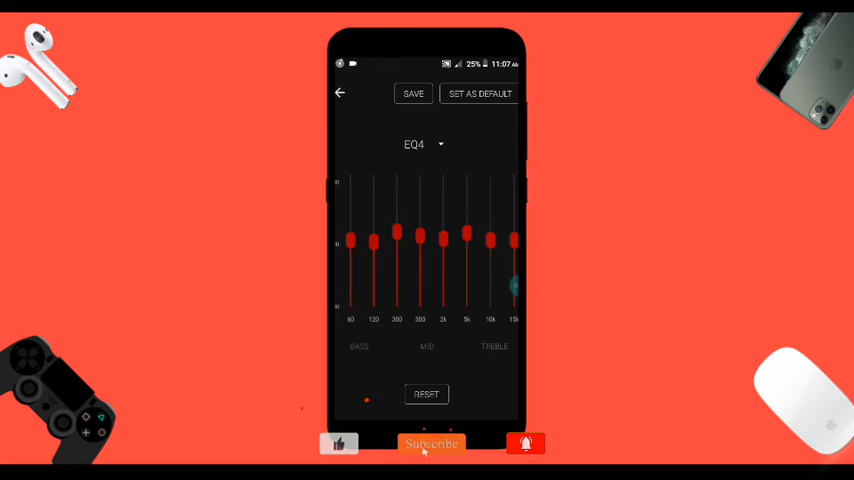 25% 11:07 AM
SAVE SET AS DEFAULT
EQ4
60 120 300 500 2k 5k 10k 15k
BASS MID TREBLE
RESET
Subscribe